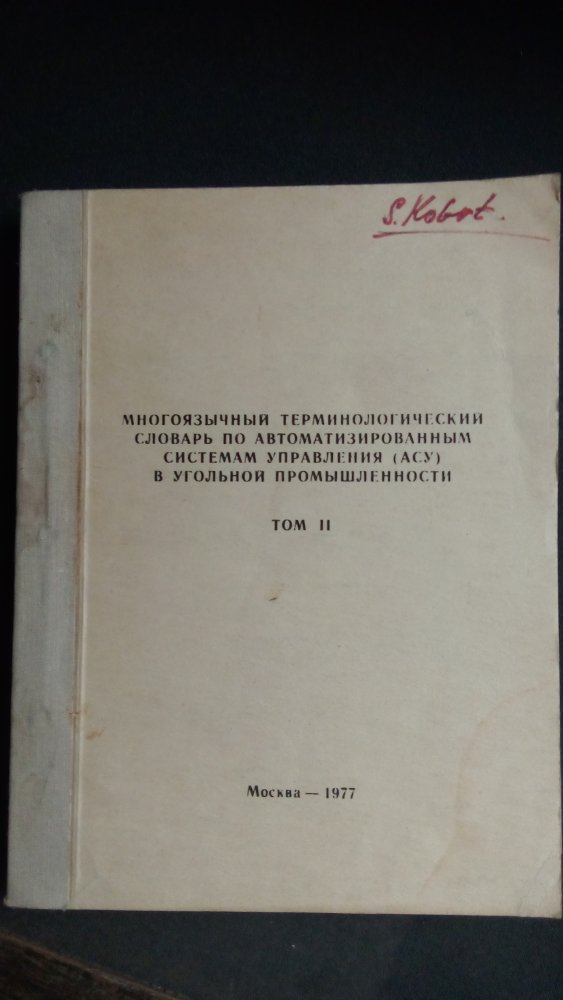 S. Kobot.
МНОГОЯЗЫЧНЫЙ ТЕРМИНОЛОГИЧЕСКИЙ
СЛОВАРЬ ПО АВТОМАТИЗИРОВАННЫМ
СИСТЕМАМ УПРАВЛЕНИЯ (АСУ)
В УГОЛЬНОЙ ПРОМЫШЛЕННОСТИ
ТОМ II
Москва — 1977